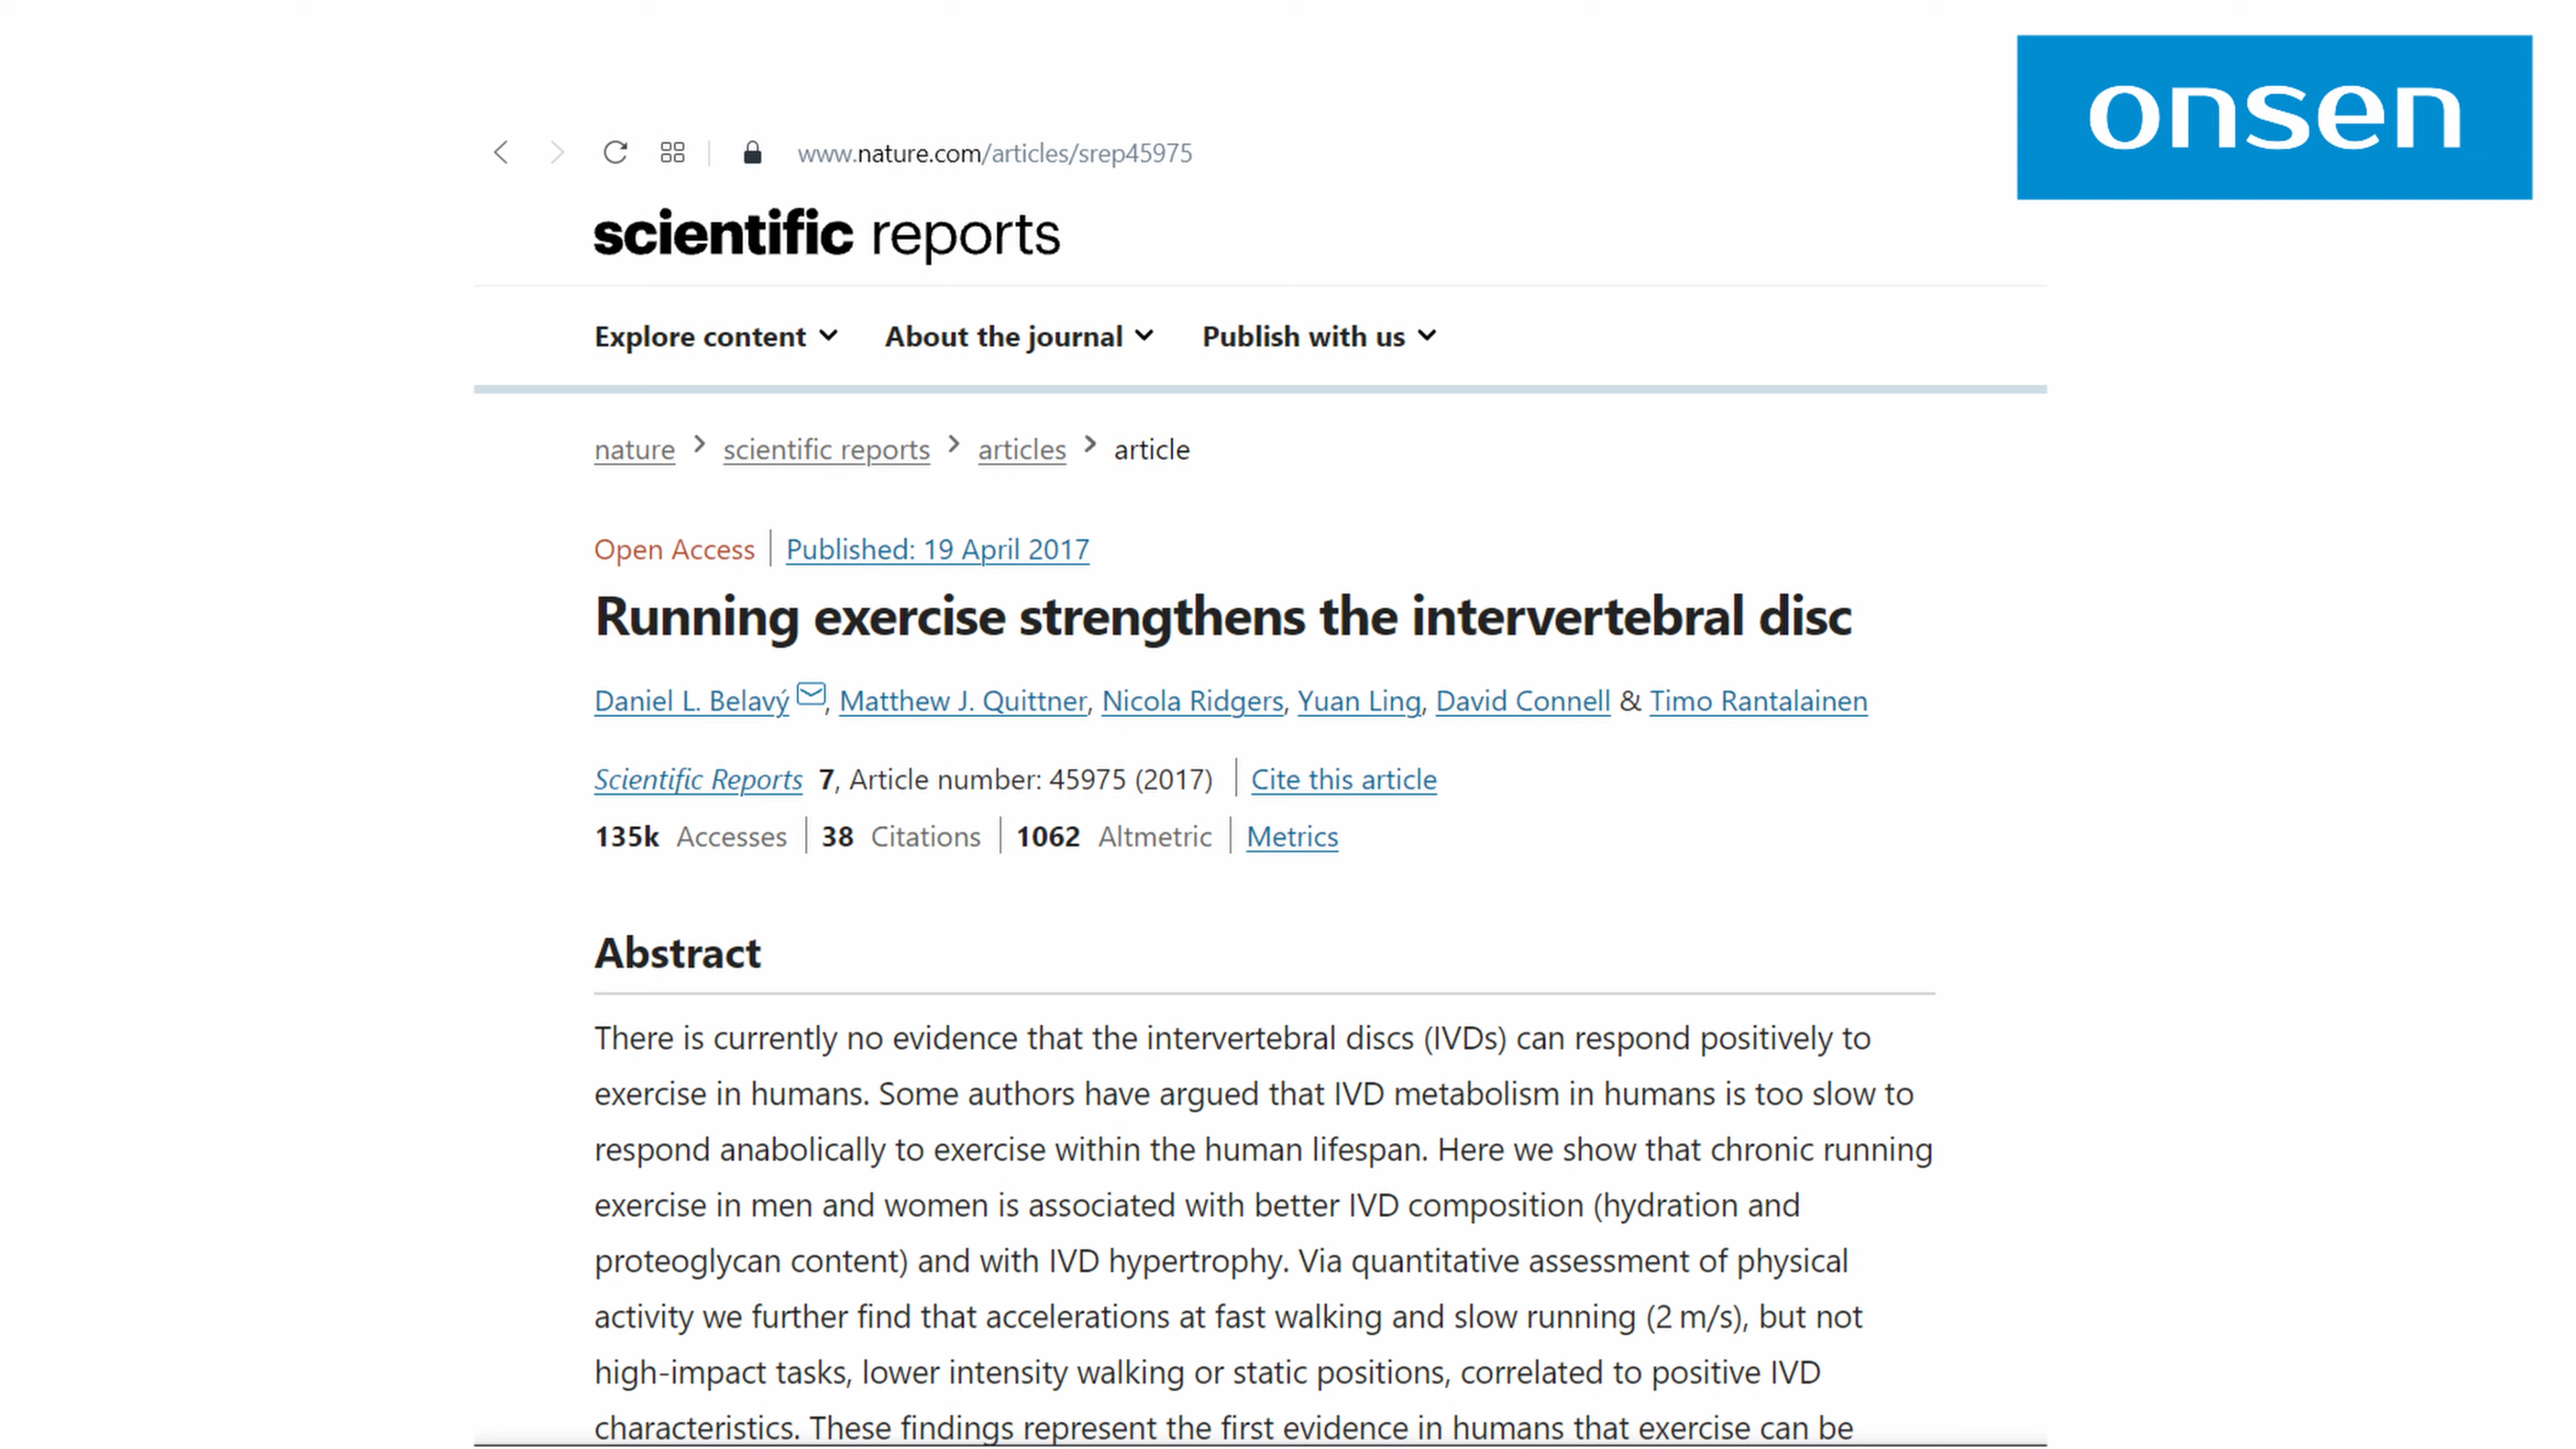 onsen
www.nature.com/articles/srep45975
scientific reports
Explore content About the journal Publish with us
nature > scientific reports > articles > article
Open Access | Published: 19 April 2017
Running exercise strengthens the intervertebral disc
Daniel L. Belavý, Matthew J. Quittner, Nicola Ridgers, Yuan Ling, David Connell & Timo Rantalainen
Scientific Reports 7, Article number: 45975 (2017) | Cite this article
135k Accesses | 38 Citations | 1062 Altmetric | Metrics
Abstract
There is currently no evidence that the intervertebral discs (IVDs) can respond positively to
exercise in humans. Some authors have argued that IVD metabolism in humans is too slow to
respond anabolically to exercise within the human lifespan. Here we show that chronic running
exercise in men and women is associated with better IVD composition (hydration and
proteoglycan content) and with IVD hypertrophy. Via quantitative assessment of physical
activity we further find that accelerations at fast walking and slow running (2 m/s), but not
high-impact tasks, lower intensity walking or static positions, correlated to positive IVD
characteristics. These findings represent the first evidence in humans that exercise can be